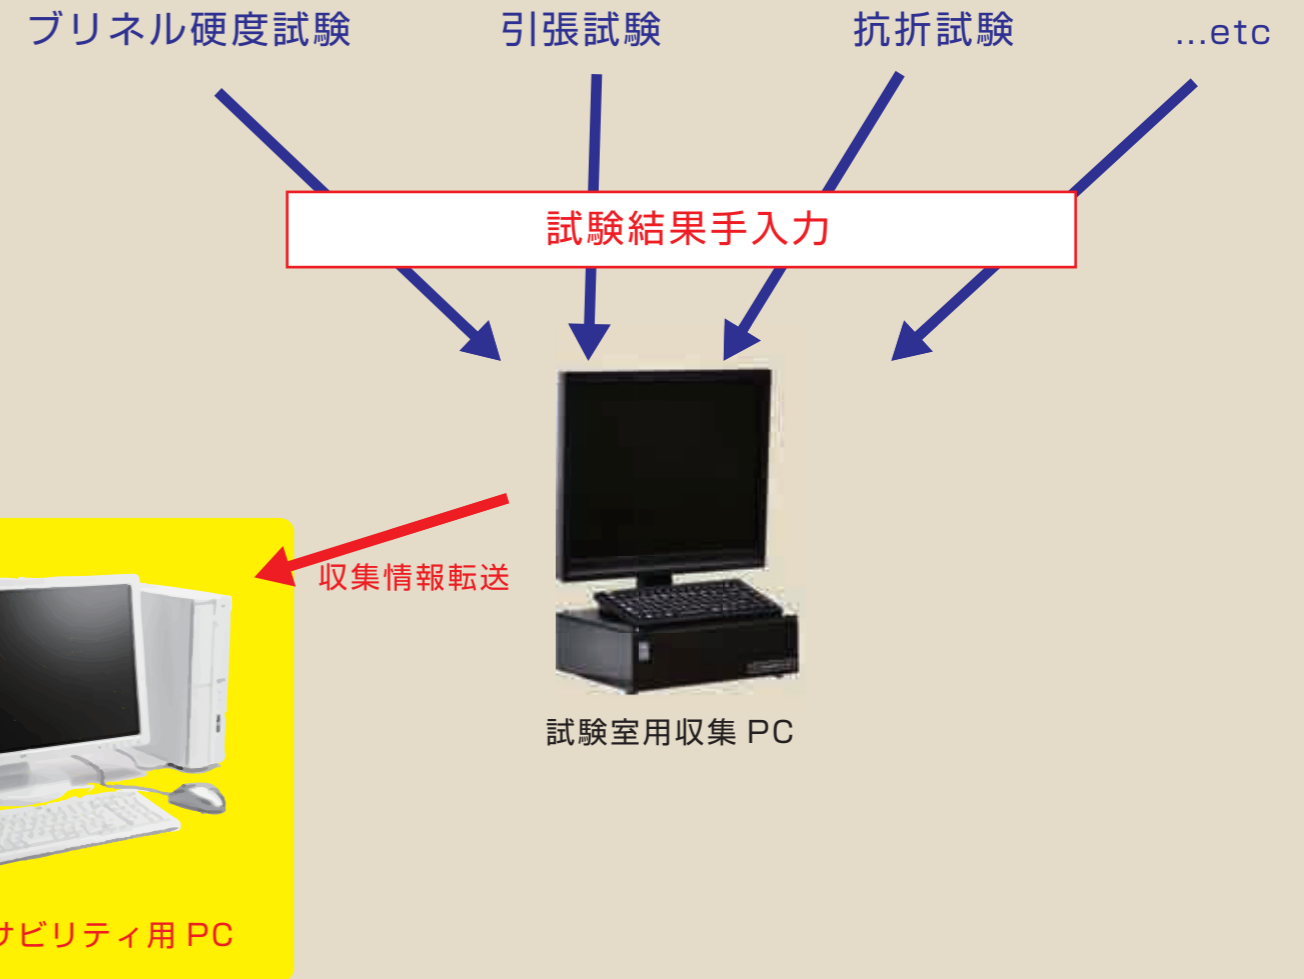 ブリネル硬度試験
引張試験
抗折試験
...etc
試験結果手入力
収集情報転送
試験室用収集 PC
サビリティ用 PC